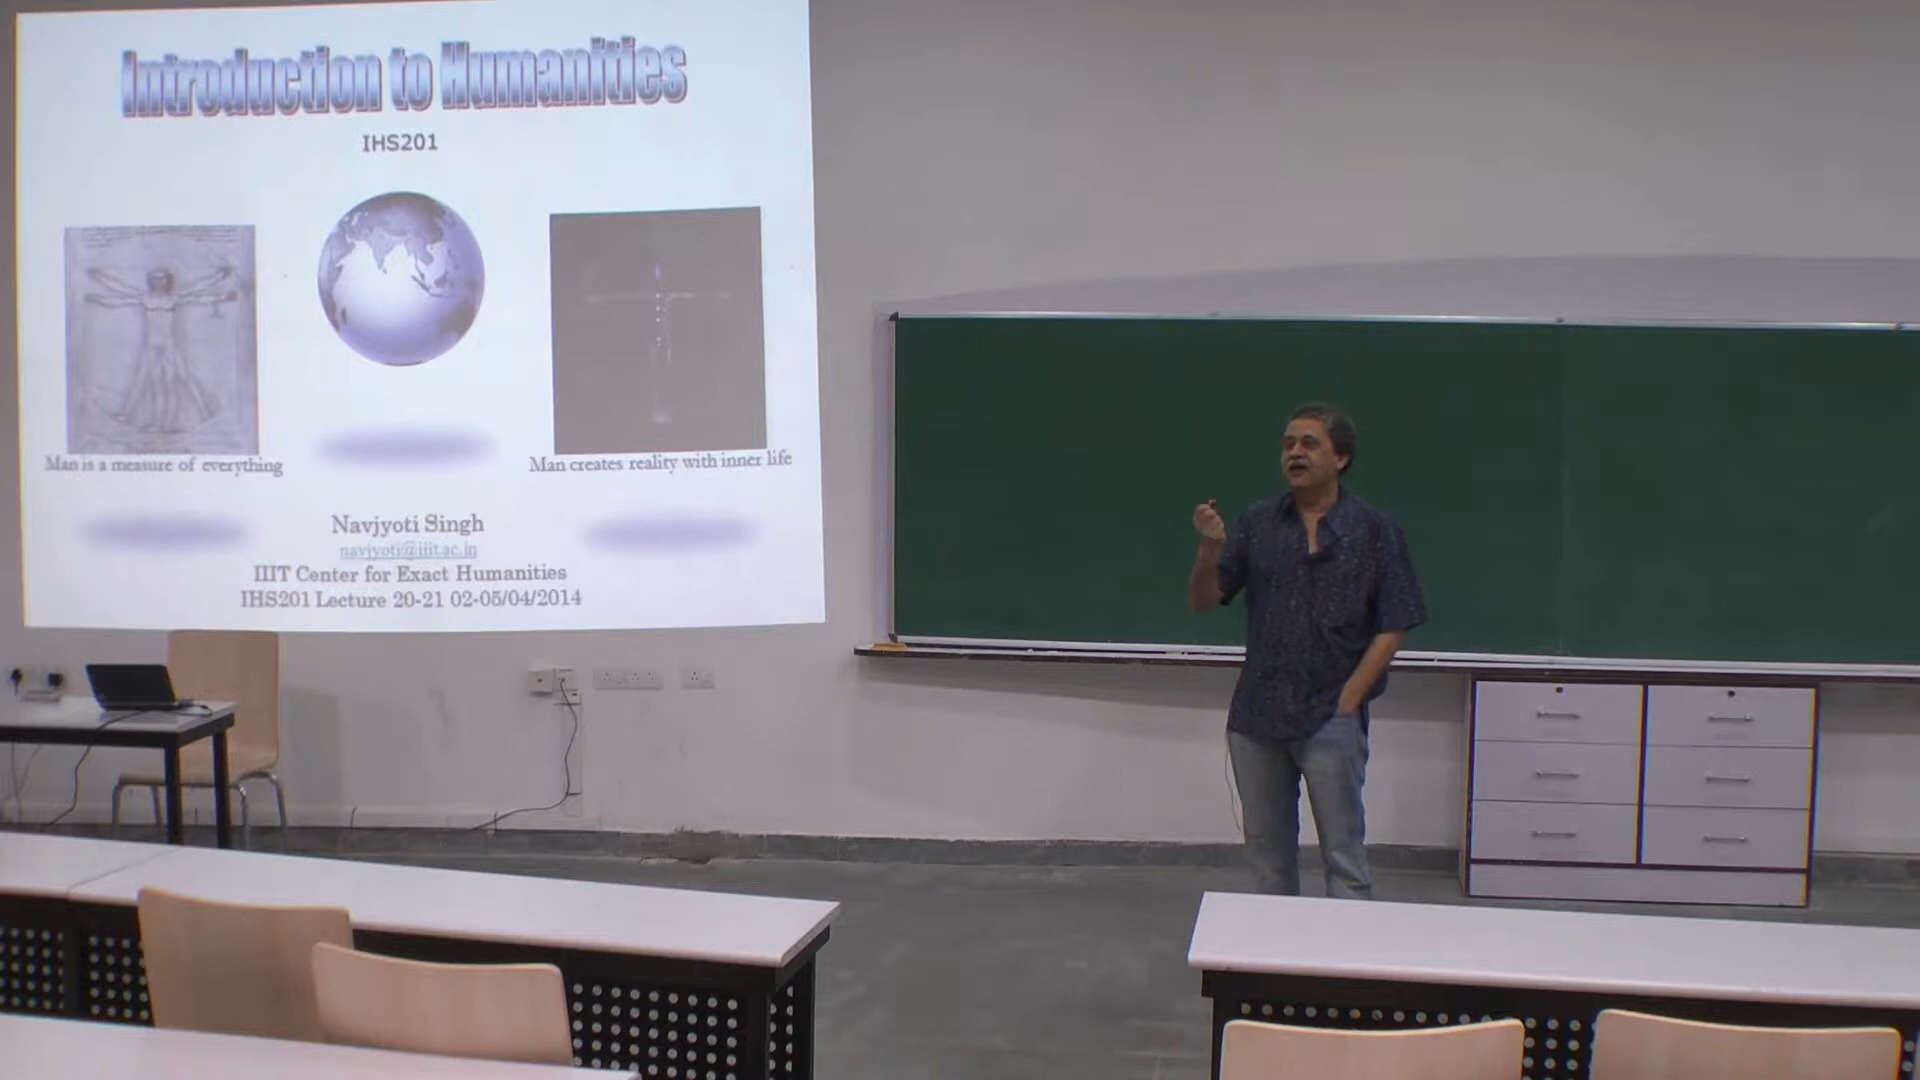 Introduction to Humanities
IHS201
Man is a measure of everything
Man creates reality with inner life
Navjyoti Singh
navjyoti@iiit.ac.in
IIIT Center for Exact Humanities
IHS201 Lecture 20-21 02-05/04/2014